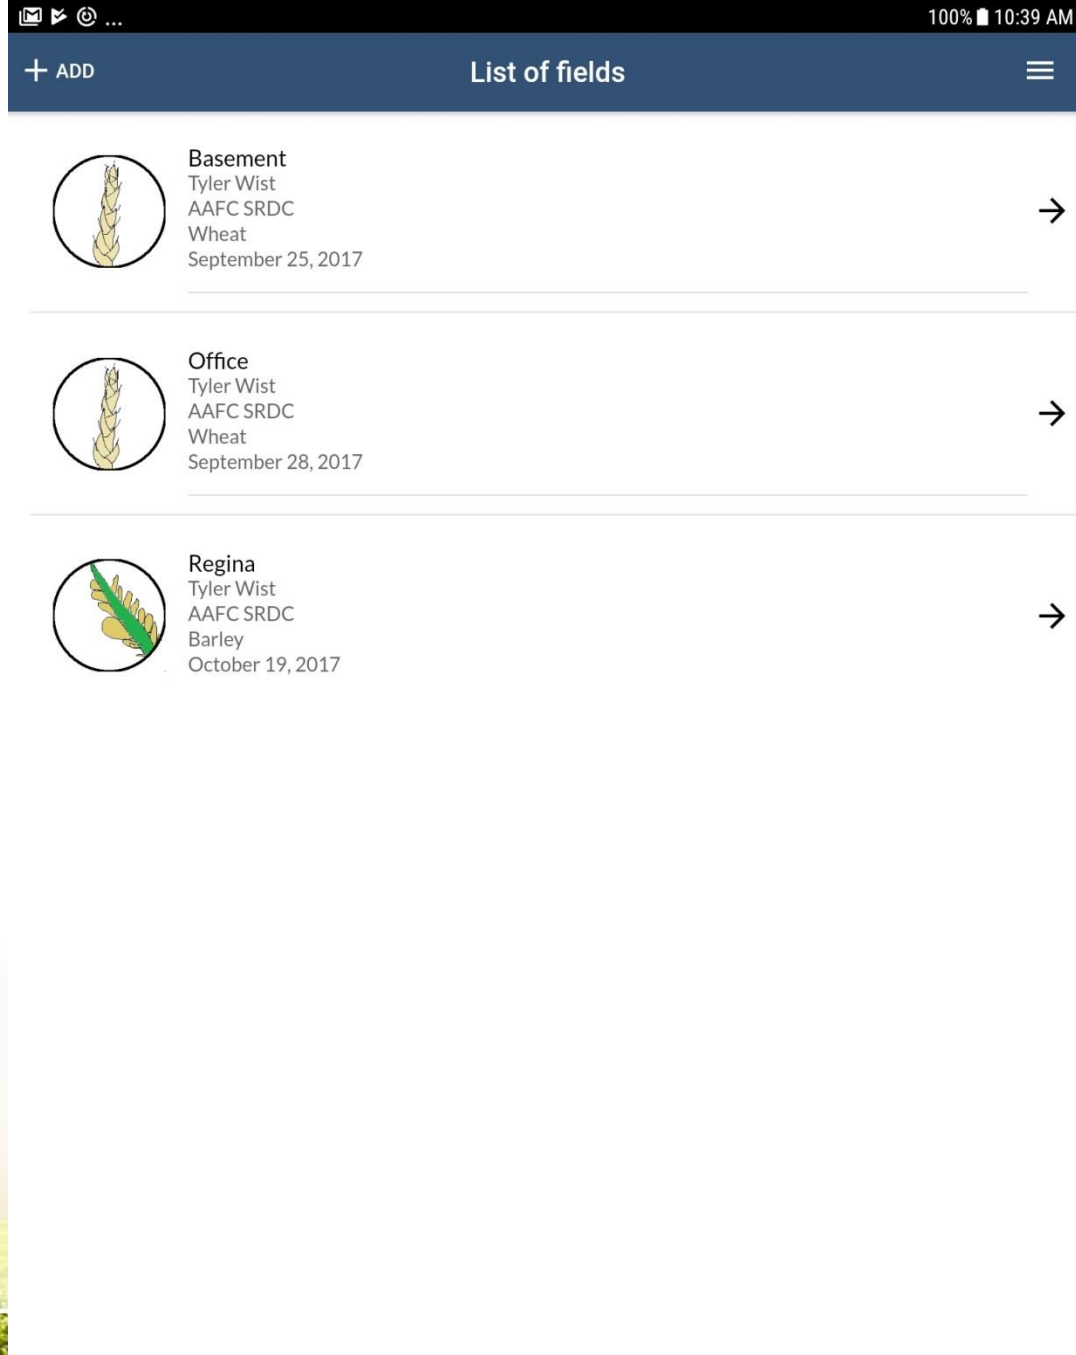 ... 100% 10:39 AM
+ ADD List of fields
Basement
Tyler Wist
AAFC SRDC
Wheat
September 25, 2017
Office
Tyler Wist
AAFC SRDC
Wheat
September 28, 2017
Regina
Tyler Wist
AAFC SRDC
Barley
October 19, 2017